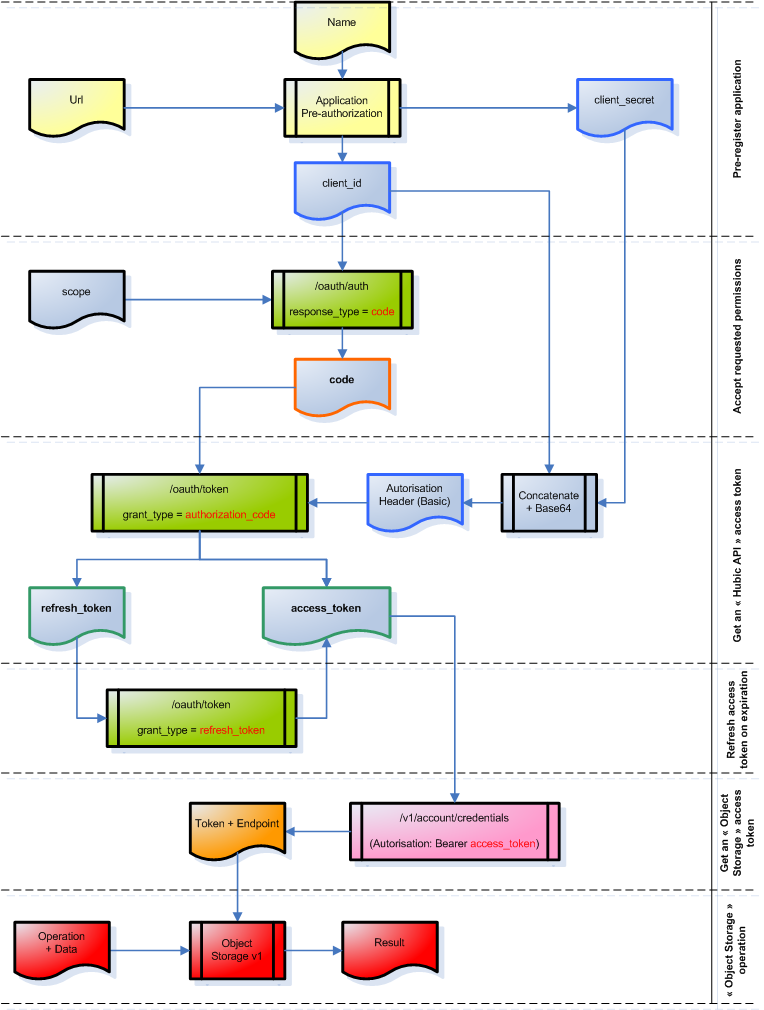 Name
Url
Application
Pre-authorization
client_secret
client_id
Pre-register application
scope
/oauth/auth
response_type = code
code
Accept requested permissions
/oauth/token
grant_type = authorization_code
Autorisation
Header (Basic)
Concatenate
+ Base64
refresh_token
access_token
Get an « Hubic API » access token
/oauth/token
grant_type = refresh_token
Refresh access
token on expiration
Token + Endpoint
/v1/account/credentials
(Autorisation: Bearer access_token)
Get an « Object
Storage » access
token
Operation
+ Data
Object
Storage v1
Result
« Object Storage »
operation